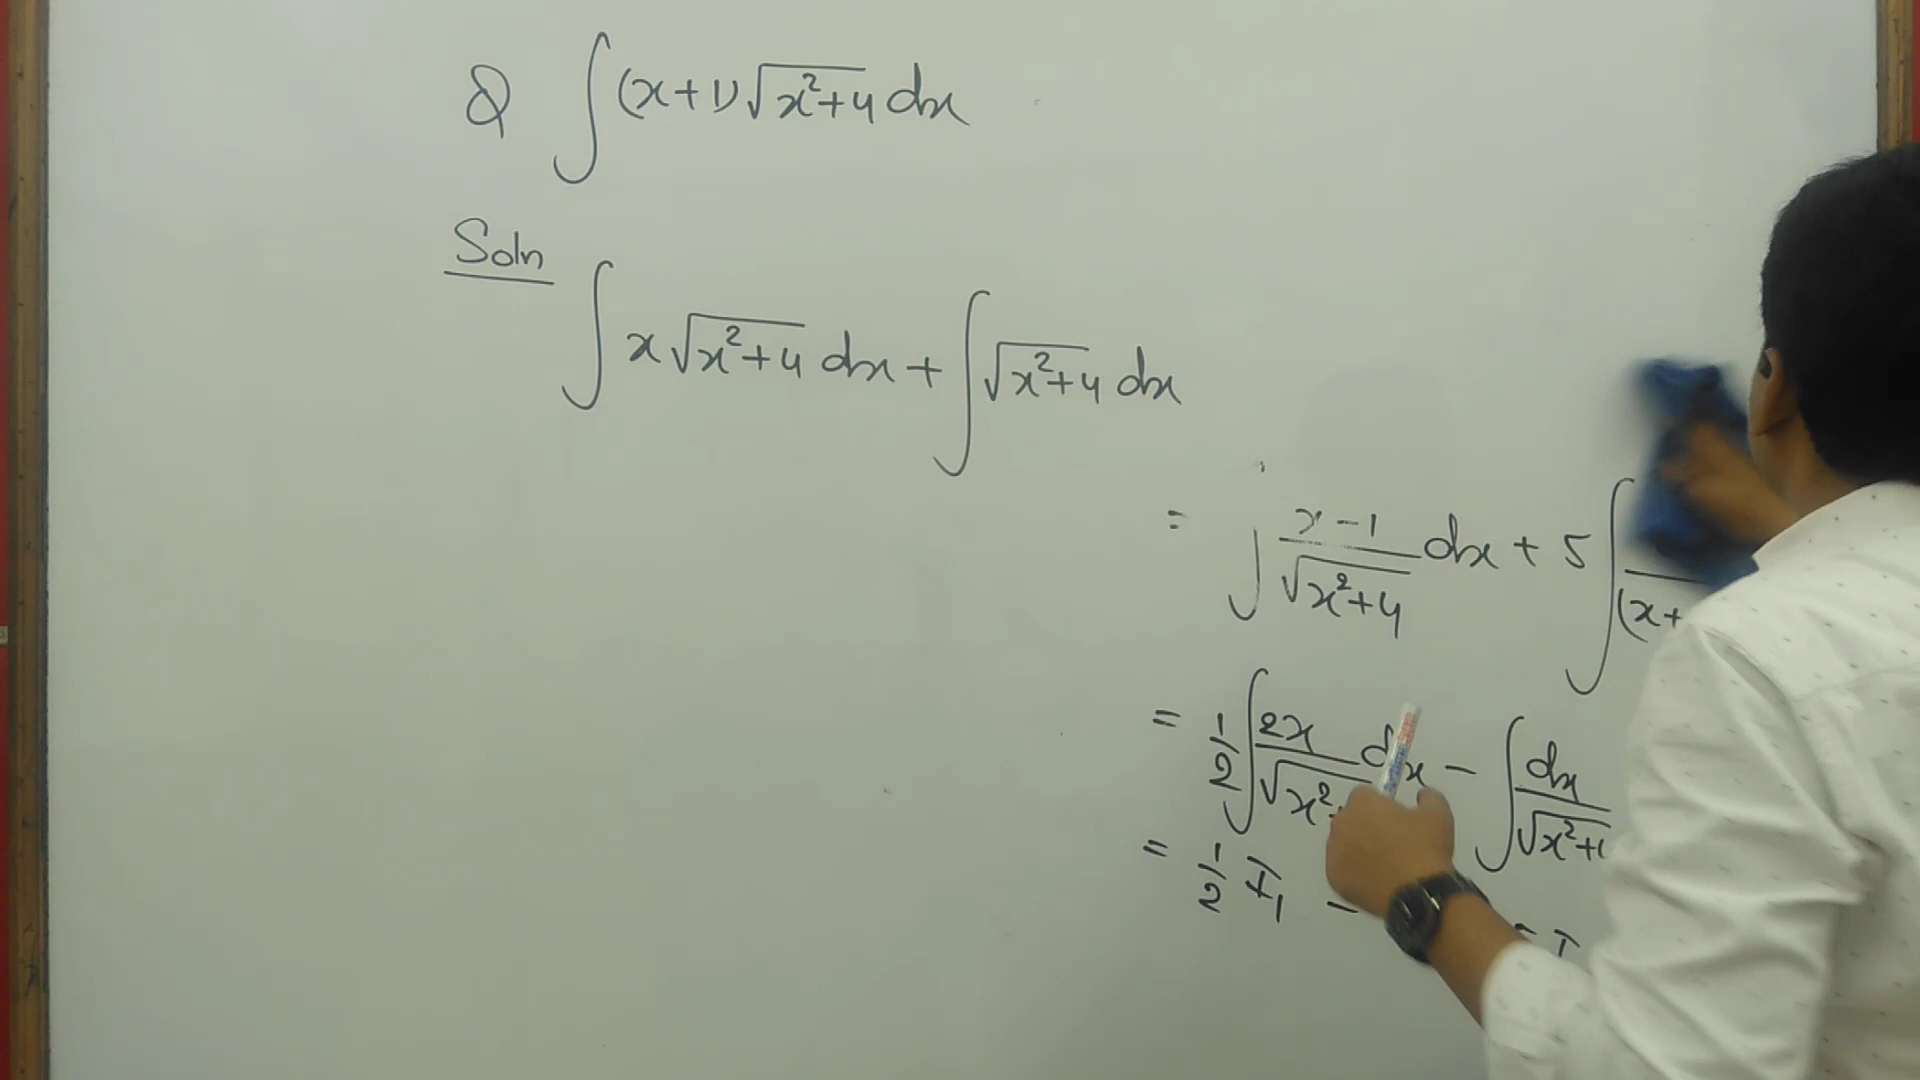 Q ∫(x+1)√(x²+4) dx
Soln
∫x√(x²+4) dx + ∫√(x²+4) dx
= ∫ (x-1)/√(x²+4) dx + 5 ∫ (x+
= 1/2 ∫ 2x/√x² dx - ∫ dx/√x²+
= 1/2 I₁ -